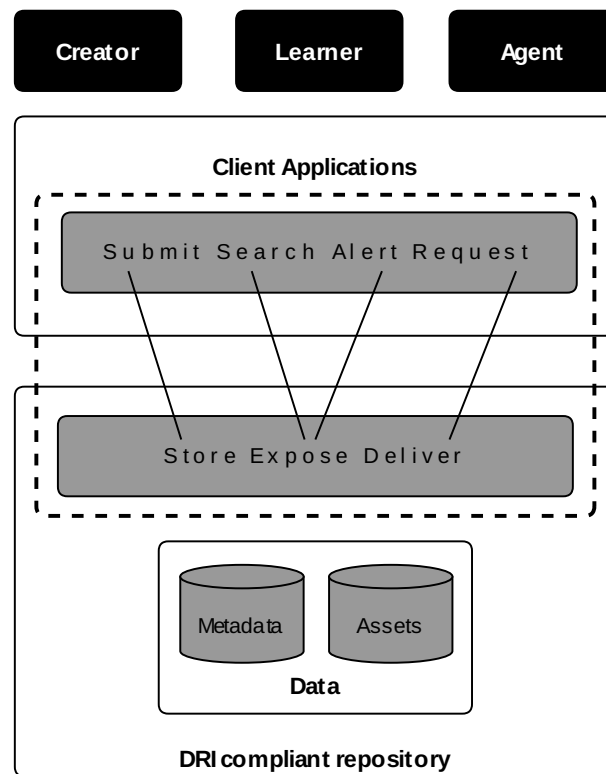 Creator Learner Agent
Client Applications
Submit Search Alert Request
Store Expose Deliver
Metadata Assets
Data
DRI compliant repository